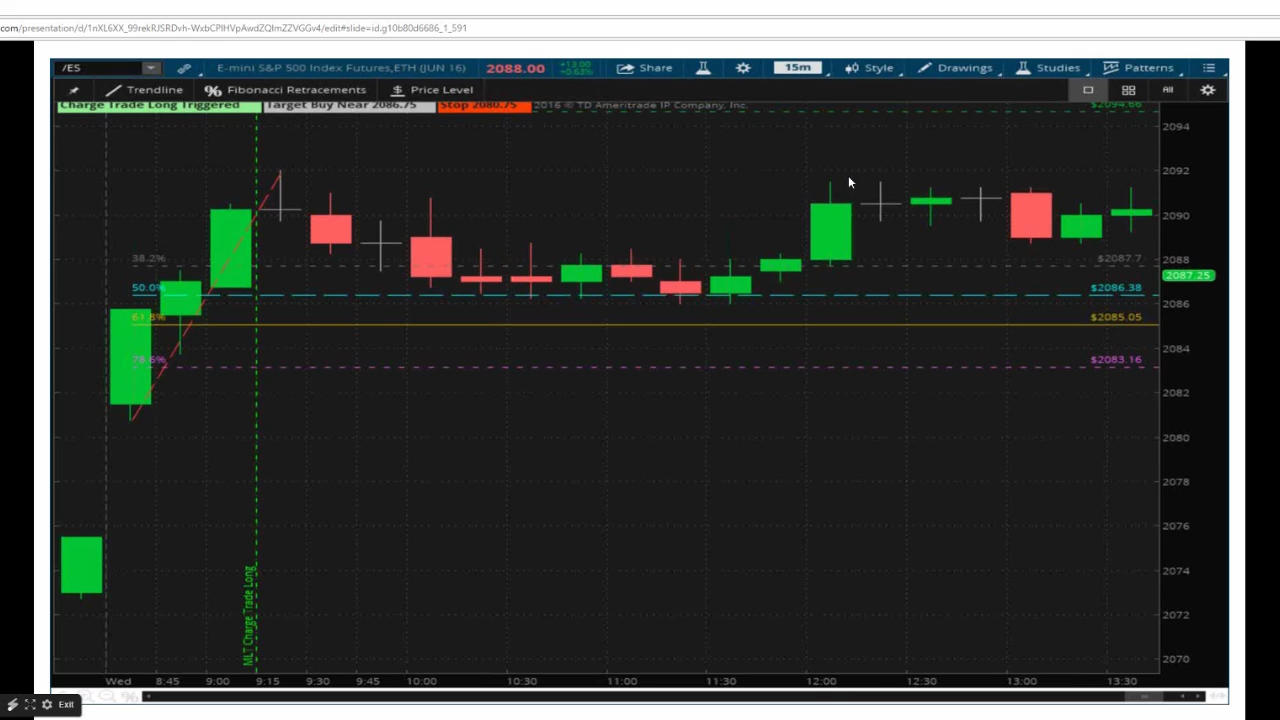 com/presentation/d/1nXL6XX_99rekRJSRDvh-WxbCPlHVpAwdZQImZZVGGv4/edit#slide=id.g10b80d6686_1_591
/ES E-mini S&P 500 Index Futures,ETH (JUN 16) 2088.00 +13.00 +0.63% Share 15m Style Drawings Studies Patterns
Trendline % Fibonacci Retracements $ Price Level All
Charge Trade Long Triggered Target Buy Near 2086.75 Stop 2080.75 2016 © TD Ameritrade IP Company, Inc. $2094.66
2094
2092
2090
38.2% $2087.7 2088
2087.25
50.0% $2086.38
2086
61.8% $2085.05
2084
78.6% $2083.16
2082
2080
2078
2076
2074
2072
2070
MLT Charge Trade Long
Wed 8:45 9:00 9:15 9:30 9:45 10:00 10:30 11:00 11:30 12:00 12:30 13:00 13:30
Exit